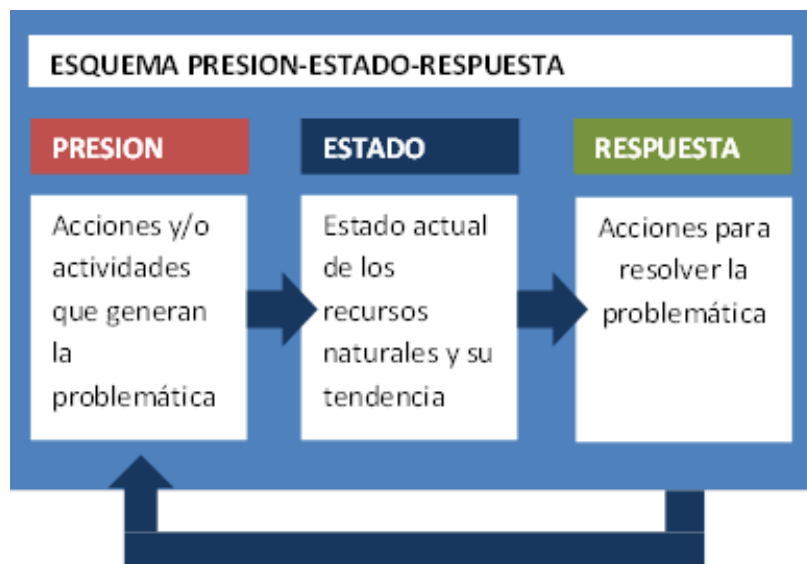 ESQUEMA PRESION-ESTADO-RESPUESTA
PRESION
Acciones y/o
actividades
que generan
la
problemática
ESTADO
Estado actual
de los
recursos
naturales y su
tendencia
RESPUESTA
Acciones para
resolver la
problemática